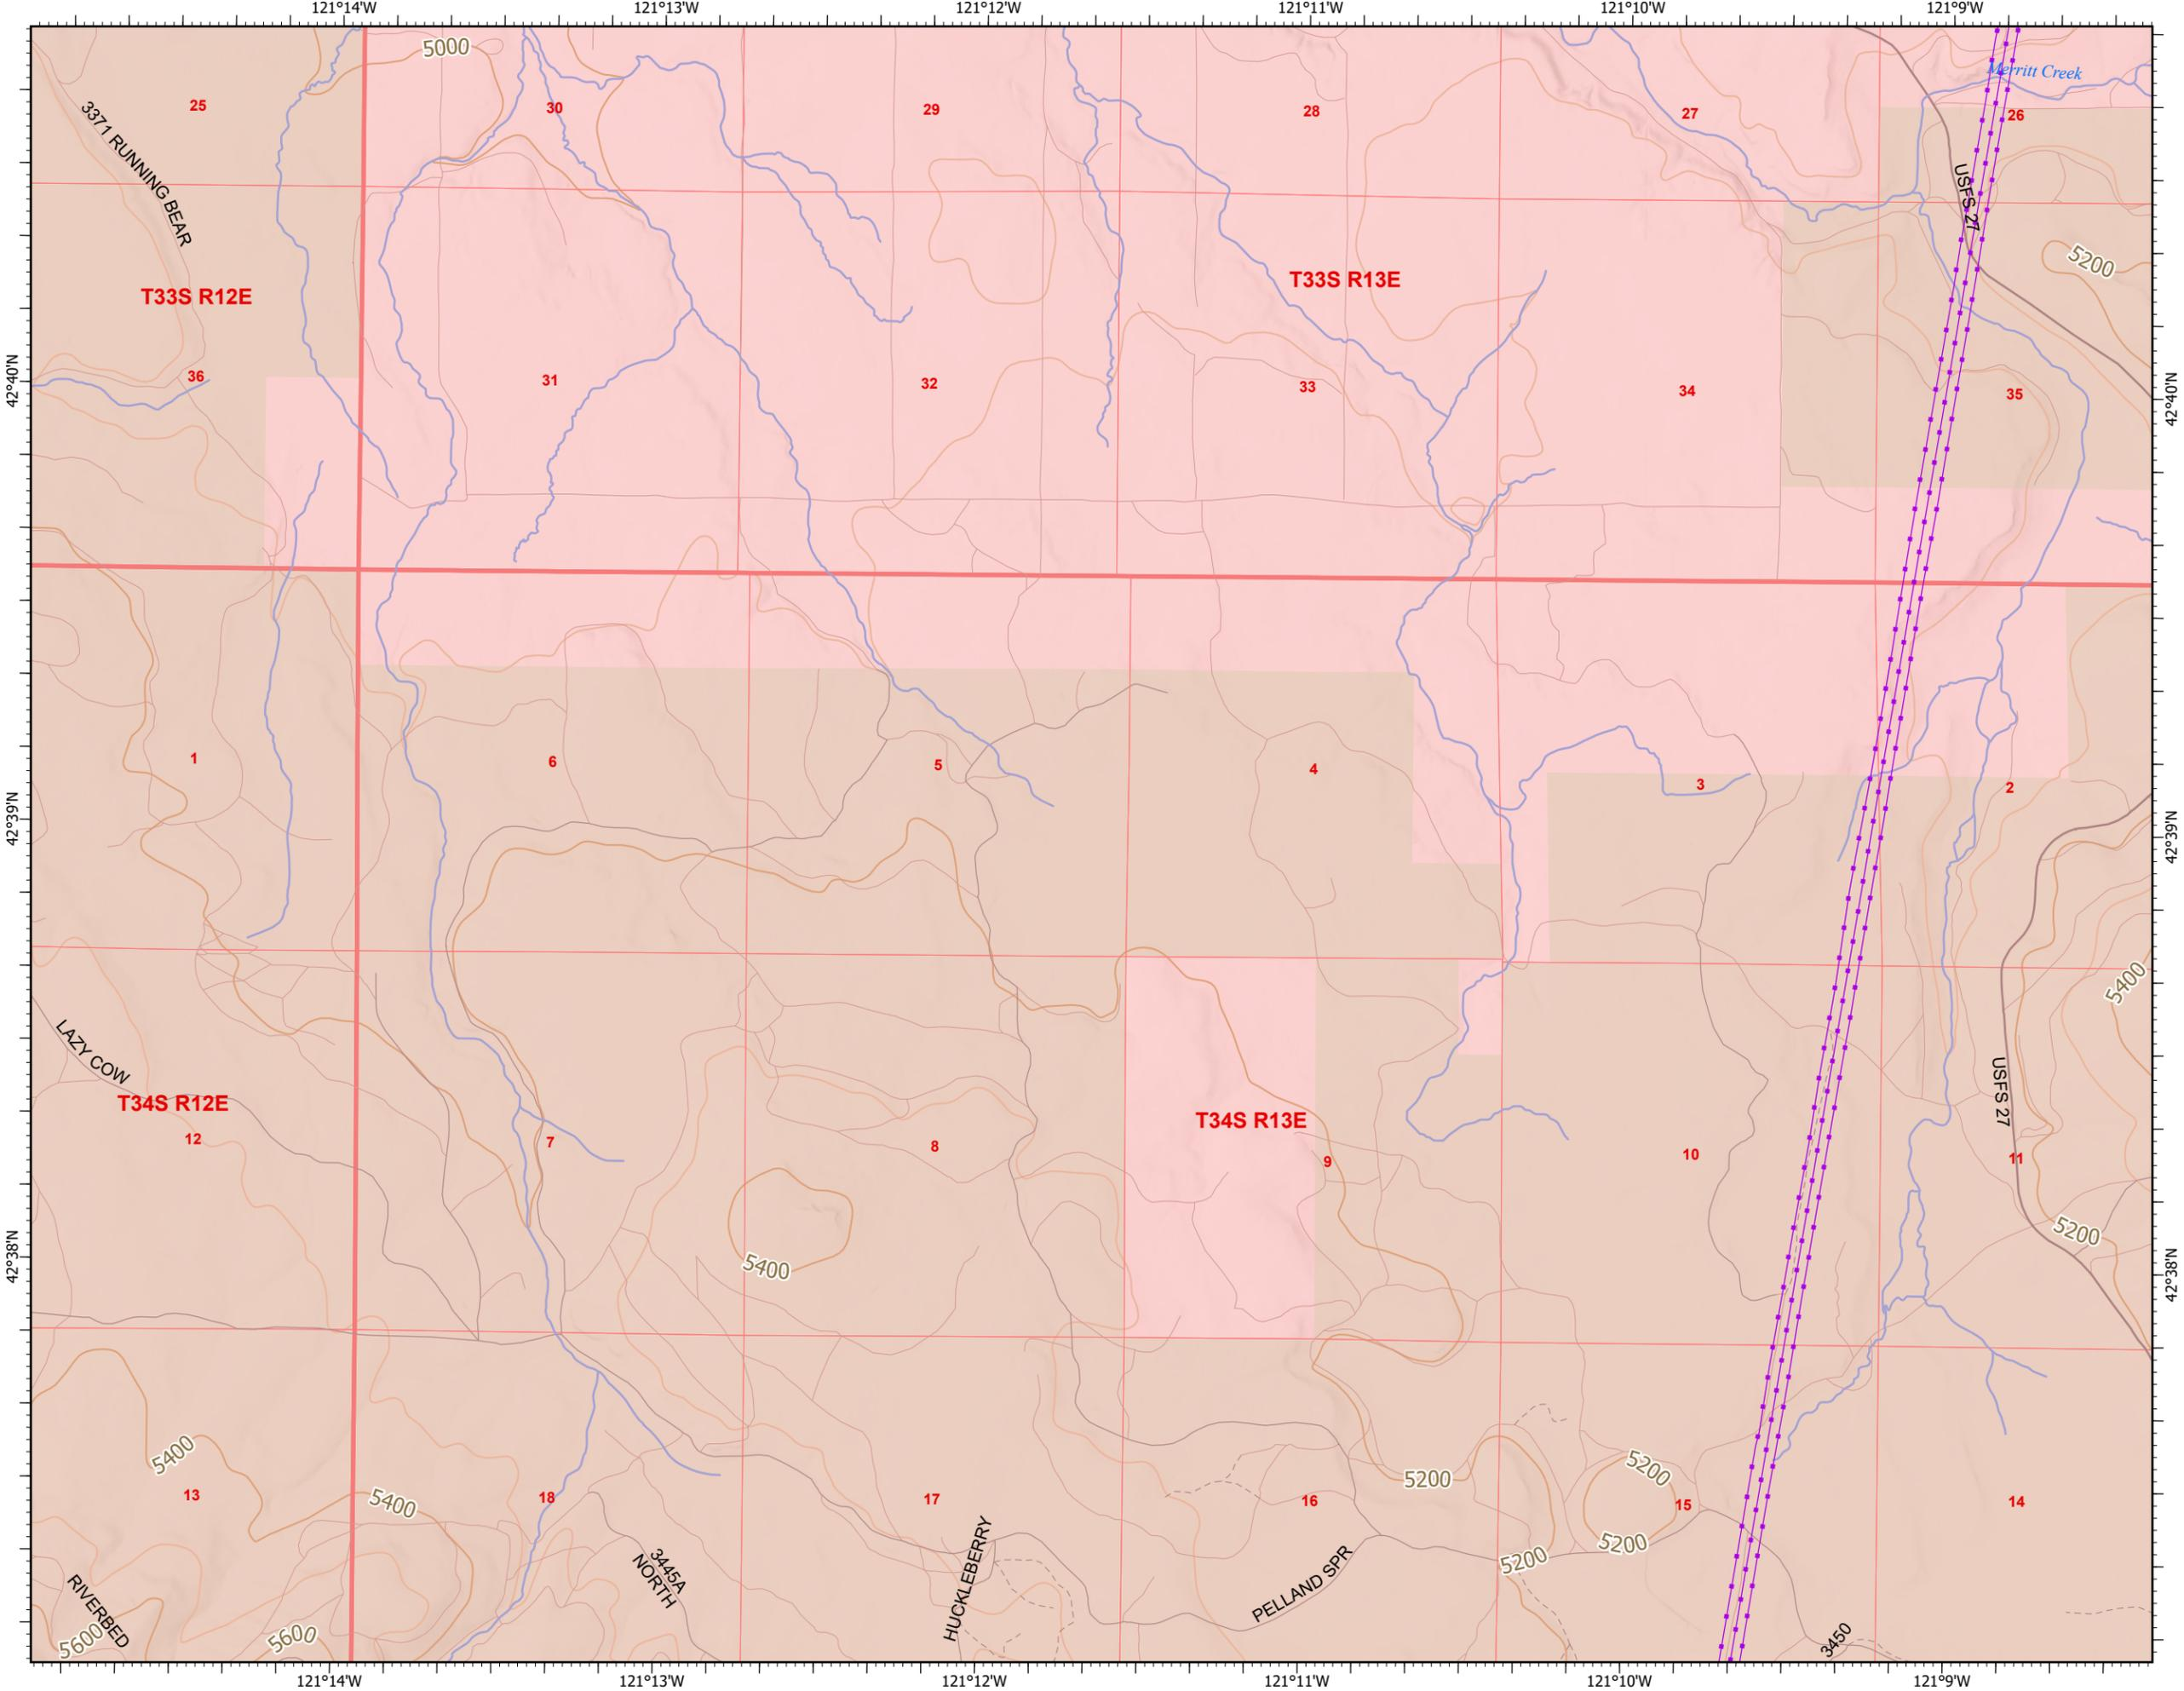 121°14'W
121°13'W
121°12'W
121°11'W
121°10'W
121°9'W
5000
Merritt Creek
25
30
29
28
27
26
3371 RUNNING BEAR
USFS 27
5200
T33S R12E
T33S R13E
42°40'N
42°40'N
36
31
32
33
34
35
1
6
5
4
3
2
42°39'N
42°39'N
5400
LAZY COW
USFS 27
T34S R12E
T34S R13E
12
7
8
9
10
11
5200
42°38'N
42°38'N
5400
5400
5200
5200
5400
13
18
17
16
15
14
5200
5200
3445A
NORTH
HUCKLEBERRY
PELLAND SPR
RIVERBED
5600
5600
3450
121°14'W
121°13'W
121°12'W
121°11'W
121°10'W
121°9'W